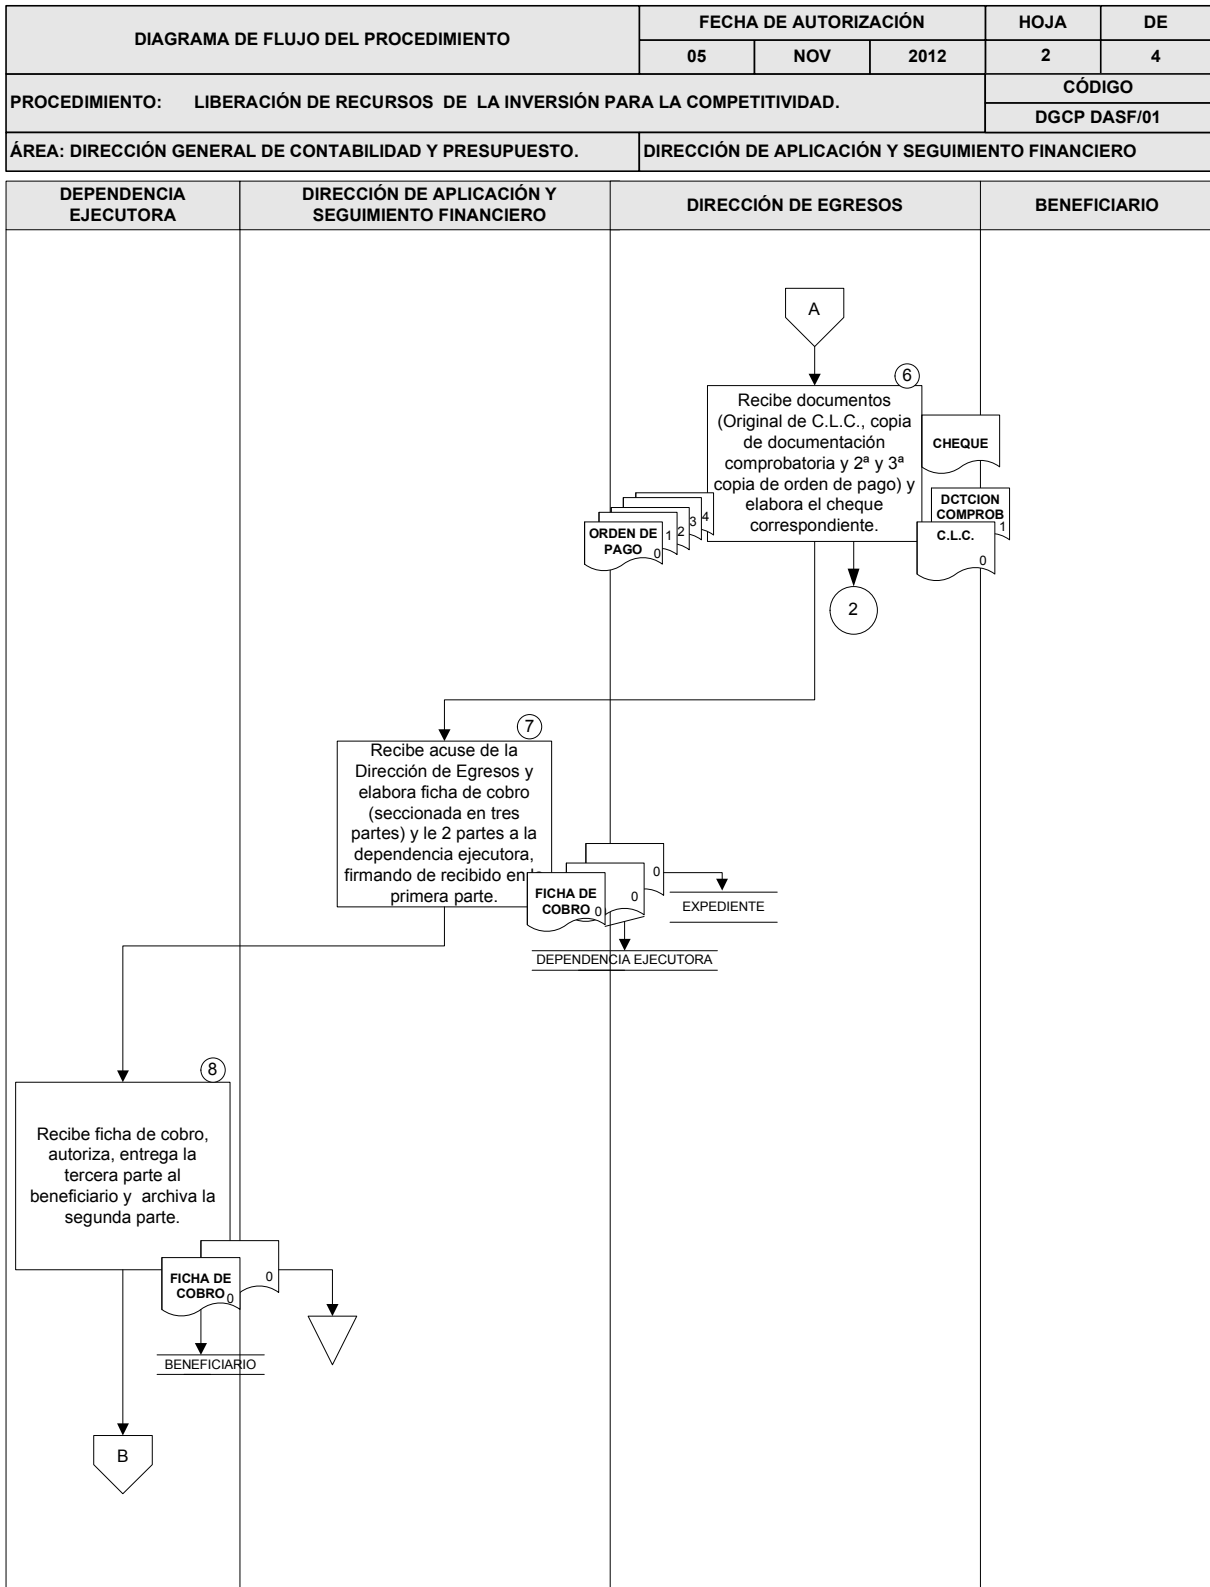 DIAGRAMA DE FLUJO DEL PROCEDIMIENTO
FECHA DE AUTORIZACIÓN
HOJA
DE
05
NOV
2012
2
4
PROCEDIMIENTO: LIBERACIÓN DE RECURSOS DE LA INVERSIÓN PARA LA COMPETITIVIDAD.
CÓDIGO
DGCP DASF/01
ÁREA: DIRECCIÓN GENERAL DE CONTABILIDAD Y PRESUPUESTO.
DIRECCIÓN DE APLICACIÓN Y SEGUIMIENTO FINANCIERO
DEPENDENCIA
EJECUTORA
DIRECCIÓN DE APLICACIÓN Y
SEGUIMIENTO FINANCIERO
DIRECCIÓN DE EGRESOS
BENEFICIARIO
A
6
Recibe documentos
(Original de C.L.C., copia
de documentación
comprobatoria y 2ª y 3ª
copia de orden de pago) y
elabora el cheque
correspondiente.
CHEQUE
DCTCION
COMPROB
1
C.L.C.
0
ORDEN DE
PAGO 0
1
2
3
4
2
7
Recibe acuse de la
Dirección de Egresos y
elabora ficha de cobro
(seccionada en tres
partes) y le 2 partes a la
dependencia ejecutora,
firmando de recibido en
primera parte.
FICHA DE
COBRO 0
0
0
EXPEDIENTE
DEPENDENCIA EJECUTORA
8
Recibe ficha de cobro,
autoriza, entrega la
tercera parte al
beneficiario y archiva la
segunda parte.
FICHA DE
COBRO 0
0
BENEFICIARIO
B